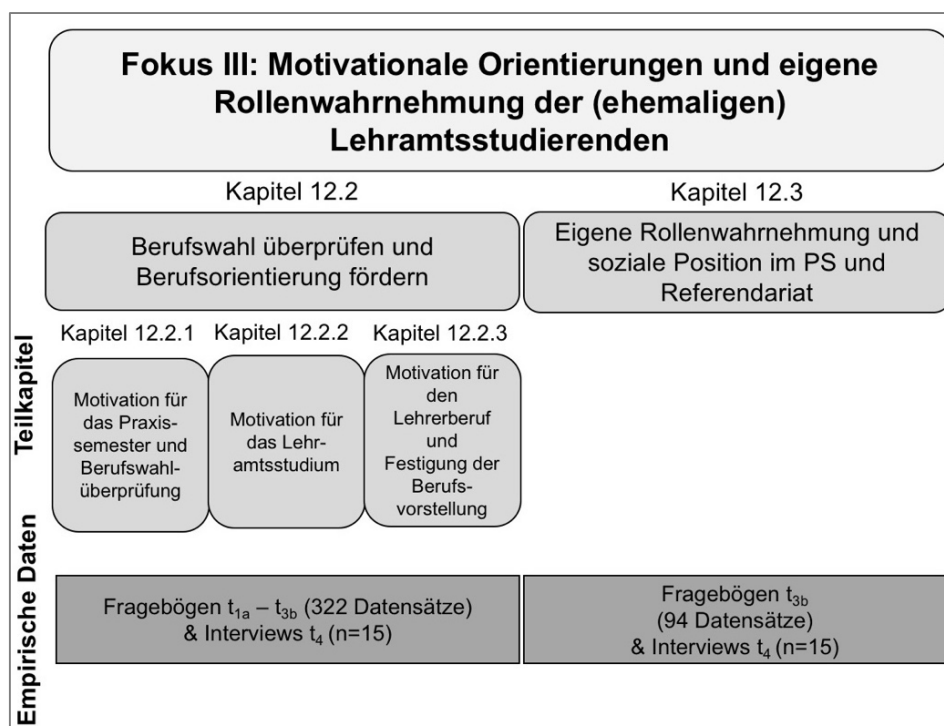 Fokus III: Motivationale Orientierungen und eigene
Rollenwahrnehmung der (ehemaligen)
Lehramtsstudierenden
Kapitel 12.2
Kapitel 12.3
Berufswahl überprüfen und
Berufsorientierung fördern
Eigene Rollenwahrnehmung und
soziale Position im PS und
Referendariat
Teilkapitel
Kapitel 12.2.1
Kapitel 12.2.2
Kapitel 12.2.3
Motivation für
das Praxis-
semester und
Berufswahl-
überprüfung
Motivation für
das Lehr-
amtsstudium
Motivation für
den
Lehrerberuf
und
Festigung der
Berufs-
vorstellung
Empirische Daten
Fragebögen t1a – t3b (322 Datensätze)
& Interviews t4 (n=15)
Fragebögen t3b
(94 Datensätze)
& Interviews t4 (n=15)